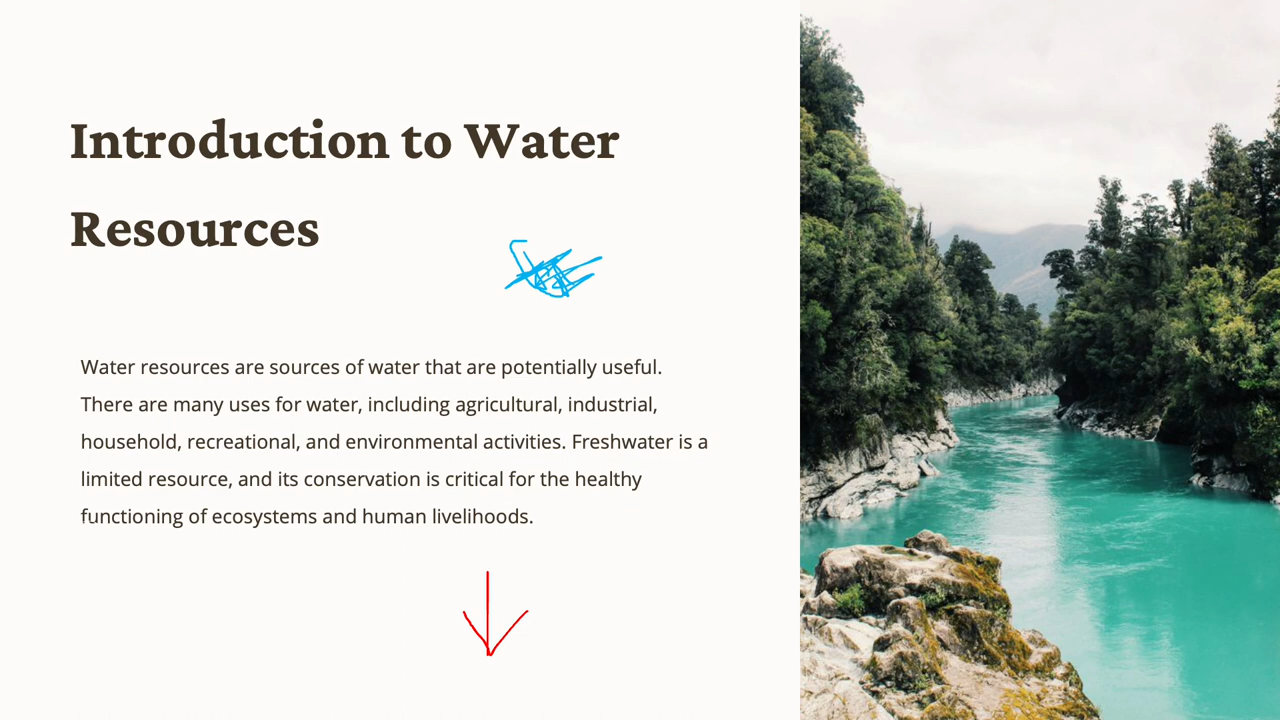 Introduction to Water
Resources
Water resources are sources of water that are potentially useful.
There are many uses for water, including agricultural, industrial,
household, recreational, and environmental activities. Freshwater is a
limited resource, and its conservation is critical for the healthy
functioning of ecosystems and human livelihoods.